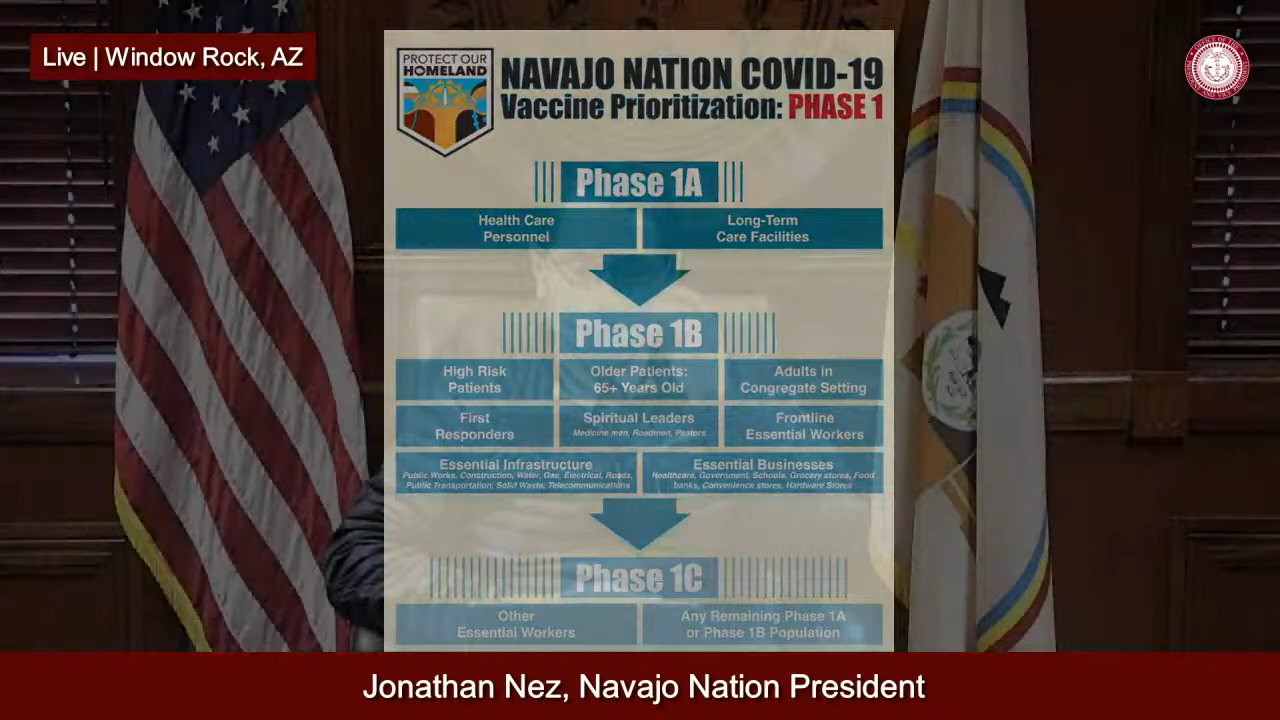 Live | Window Rock, AZ
PROTECT OUR
HOMELAND
NAVAJO NATION COVID-19
Vaccine Prioritization: PHASE 1
Phase 1A
Health Care
Personnel
Long-Term
Care Facilities
Phase 1B
High Risk
Patients
Older Patients:
65+ Years Old
Adults in
Congregate Setting
First
Responders
Spiritual Leaders
Medicine men, Roadmen, Pastors
Frontline
Essential Workers
Essential Infrastructure
Public Works, Construction, Water, Gas, Electrical, Roads,
Public Transportation, Solid Waste, Telecommunications
Essential Businesses
Healthcare, Government, Schools, Grocery stores, Food
banks, Convenience stores, Hardware Stores
Phase 1C
Other
Essential Workers
Any Remaining Phase 1A
or Phase 1B Population
Jonathan Nez, Navajo Nation President